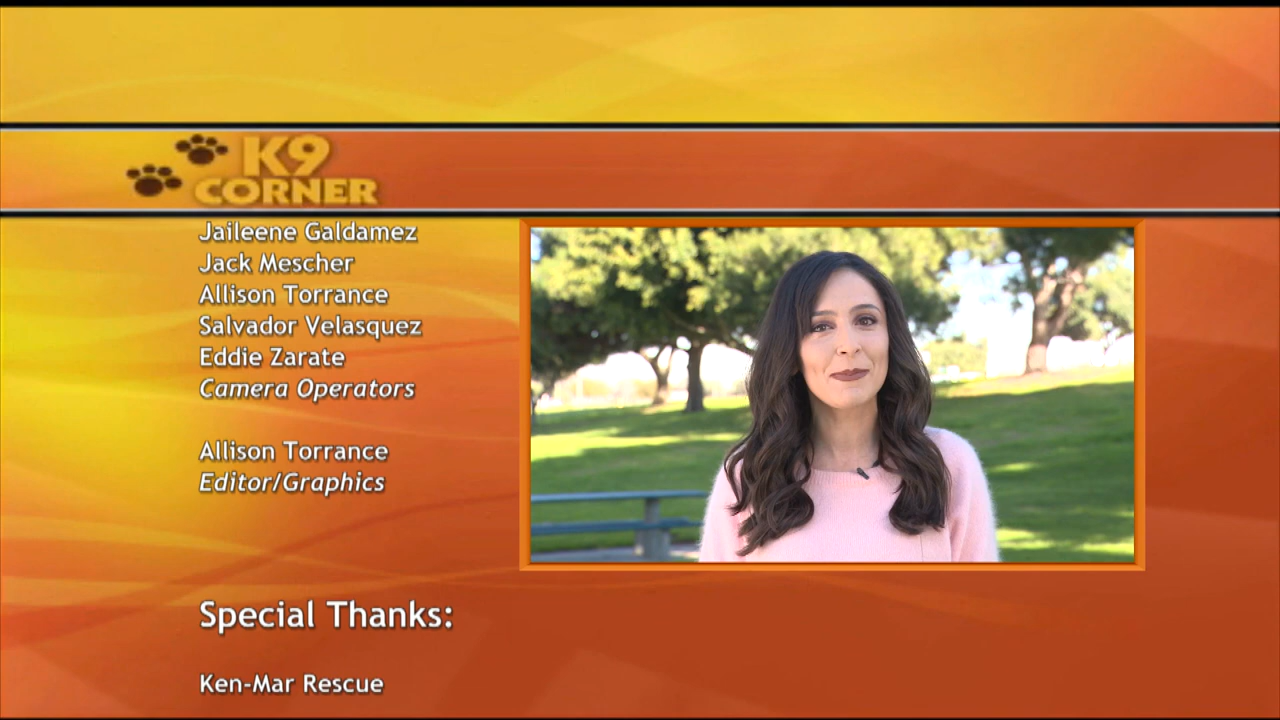 K9
CORNER
Jaileene Galdamez
Jack Mescher
Allison Torrance
Salvador Velasquez
Eddie Zarate
Camera Operators
Allison Torrance
Editor/Graphics
Special Thanks:
Ken-Mar Rescue